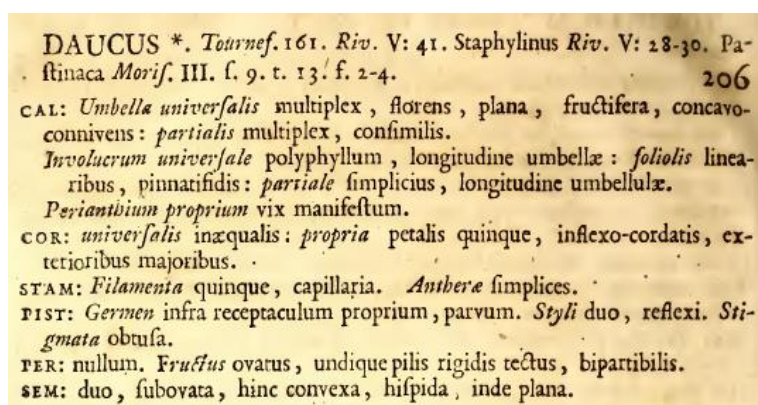 DAUCUS *. Tournef. 161. Riv. V: 41. Staphylinus Riv. V: 28-30. Pa-
ſtinaca Moriſ. III. ſ. 9. t. 13. f. 2-4. 206
CAL: Umbella univerſalis multiplex, florens, plana, fructifera, concavo-
connivens: partialis multiplex, conſimilis.
Involucrum univerſale polyphyllum, longitudine umbellæ: foliolis linea-
ribus, pinnatifidis: partiale ſimplicius, longitudine umbellulæ.
Perianthium proprium vix manifeſtum.
COR: univerſalis inæqualis: propria petalis quinque, inflexo-cordatis, ex-
terioribus majoribus.
STAM: Filamenta quinque, capillaria. Antheræ ſimplices.
PIST: Germen infra receptaculum proprium, parvum. Styli duo, reflexi. Sti-
gmata obtuſa.
PER: nullum. Fructus ovatus, undique pilis rigidis tectus, bipartibilis.
SEM: duo, ſubovata, hinc convexa, hiſpida, inde plana.